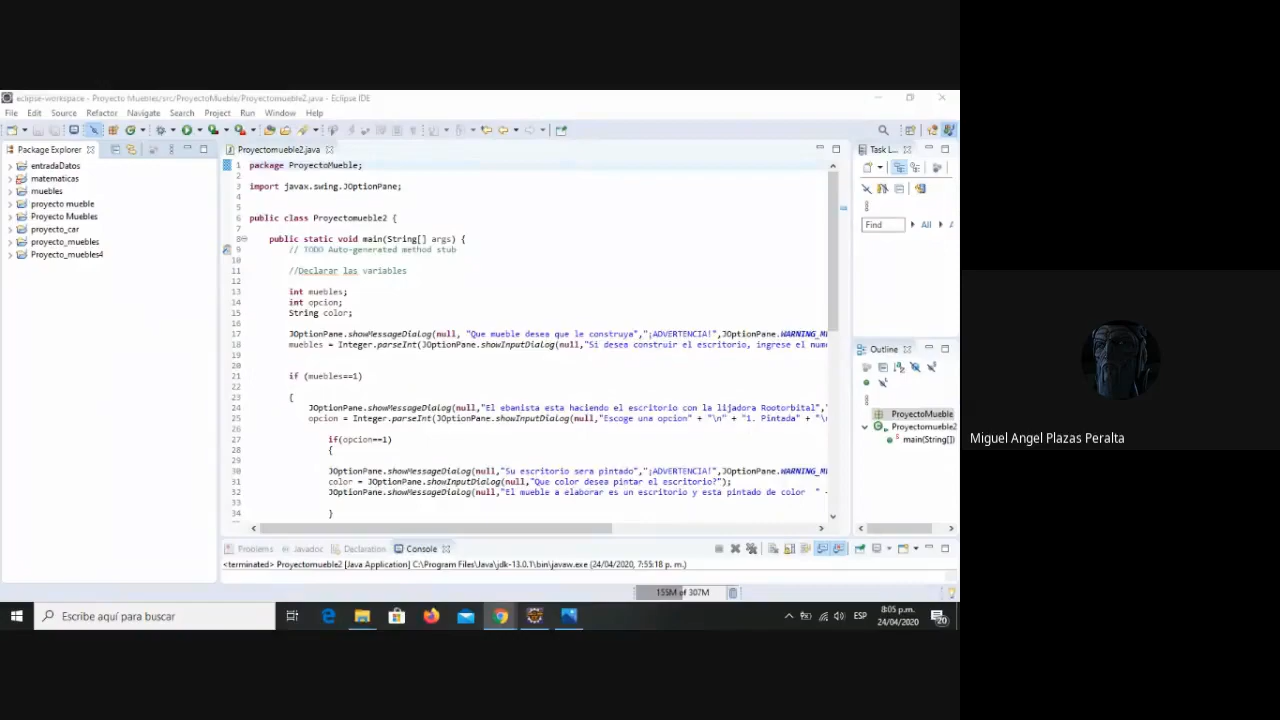 eclipse-workspace - Proyecto Muebles/src/ProyectoMueble/Proyectomueble2.java - Eclipse IDE
File Edit Source Refactor Navigate Search Project Run Window Help
Package Explorer
entradaDatos
matematicas
muebles
proyecto mueble
Proyecto Muebles
proyecto_car
proyecto_muebles
Proyecto_muebles4
Proyectomueble2.java
1 package ProyectoMueble;
2
3 import javax.swing.JOptionPane;
4
5
6 public class Proyectomueble2 {
7
8 public static void main(String[] args) {
9 // TODO Auto-generated method stub
10
11 //Declarar las variables
12
13 int muebles;
14 int opcion;
15 String color;
16
17 JOptionPane.showMessageDialog(null, "Que mueble desea que le construya","¡ADVERTENCIA!",JOptionPane.WARNING_M
18 muebles = Integer.parseInt(JOptionPane.showInputDialog(null,"Si desea construir el escritorio, ingrese el nume
19
20
21 if (muebles==1)
22
23 {
24 JOptionPane.showMessageDialog(null,"El ebanista esta haciendo el escritorio con la lijadora Rootorbital","
25 opcion = Integer.parseInt(JOptionPane.showInputDialog(null,"Escoge una opcion" + "\n" + "1. Pintada" + "\
26
27 if(opcion==1)
28 {
29
30 JOptionPane.showMessageDialog(null,"Su escritorio sera pintado","¡ADVERTENCIA!",JOptionPane.WARNING_M
31 color = JOptionPane.showInputDialog(null,"Que color desea pintar el escritorio?");
32 JOptionPane.showMessageDialog(null,"El mueble a elaborar es un escritorio y esta pintado de color " +
33
34 }
Task L...
Find All
Outline
ProyectoMueble
Proyectomueble2
main(String[])
Problems Javadoc Declaration Console
<terminated> Proyectomueble2 [Java Application] C:\Program Files\Java\jdk-13.0.1\bin\javaw.exe (24/04/2020, 7:55:18 p. m.)
155M of 307M
Escribe aquí para buscar
ESP
8:05 p.m.
24/04/2020
20
Miguel Angel Plazas Peralta